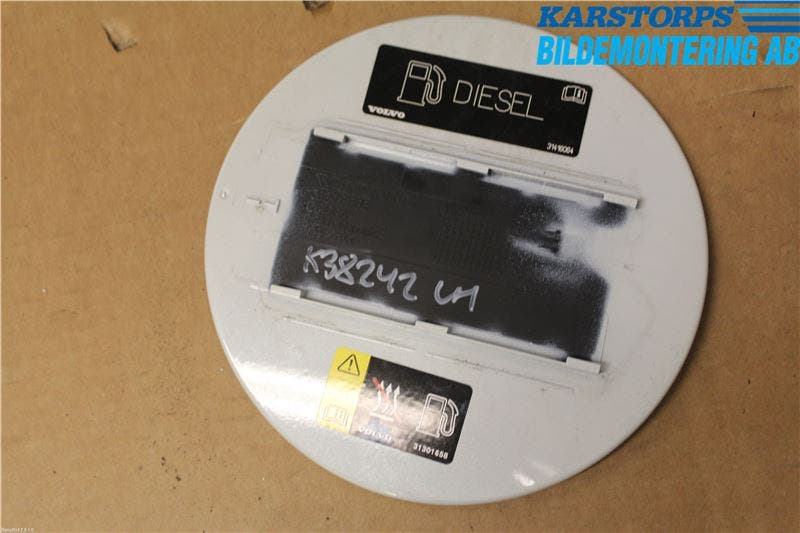 KARSTORPS
BILDEMONTERING AB
DIESEL
VOLVO
31416064
K38242 LH
VOLVO
31301658